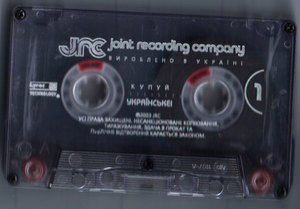 JRC joint recording company
ВИРОБЛЕНО В УКРАЇНІ
TECHNOLOGY
КУПУЙ
УКРАЇНСЬКЕ!
1
®2003 JRC
УСІ ПРАВА ЗАХИЩЕНІ. НЕСАНКЦІОНОВАНЕ КОПІЮВАННЯ,
ТИРАЖУВАННЯ, ЗДАЧА В ПРОКАТ ТА
ПУБЛІЧНЕ ВІДТВОРЕННЯ КАРАЄТЬСЯ ЗАКОНОМ.